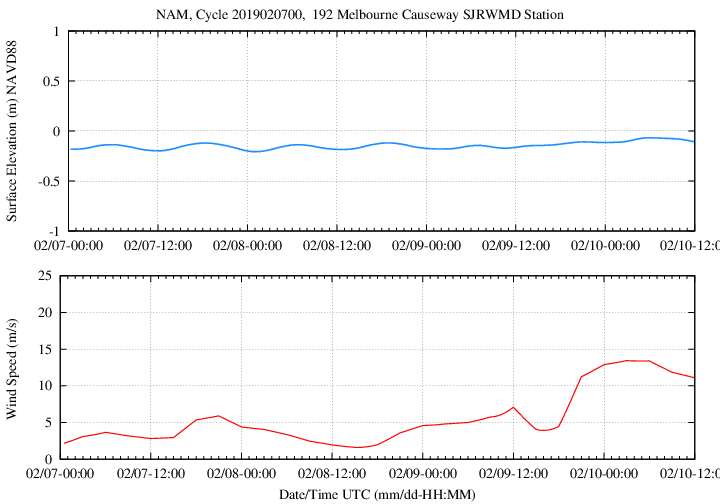 NAM, Cycle 2019020700,  192 Melbourne Causeway SJRWMD Station
Surface Elevation (m) NAVD88
1
0.5
0
-0.5
-1
02/07-00:00 02/07-12:00 02/08-00:00 02/08-12:00 02/09-00:00 02/09-12:00 02/10-00:00 02/10-12:0
Wind Speed (m/s)
25
20
15
10
5
0
02/07-00:00 02/07-12:00 02/08-00:00 02/08-12:00 02/09-00:00 02/09-12:00 02/10-00:00 02/10-12:0
Date/Time UTC (mm/dd-HH:MM)